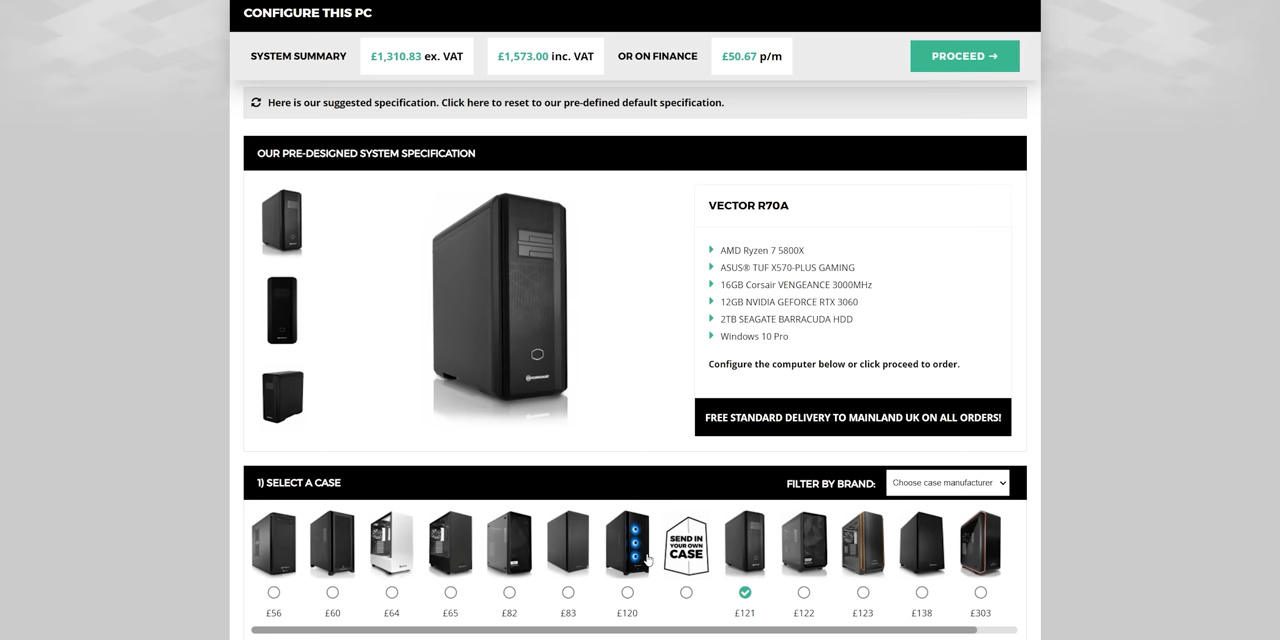 CONFIGURE THIS PC
SYSTEM SUMMARY £1,310.83 ex. VAT £1,573.00 inc. VAT OR ON FINANCE £50.67 p/m PROCEED →
Here is our suggested specification. Click here to reset to our pre-defined default specification.
OUR PRE-DESIGNED SYSTEM SPECIFICATION
VECTOR R70A
AMD Ryzen 7 5800X
ASUS® TUF X570-PLUS GAMING
16GB Corsair VENGEANCE 3000MHz
12GB NVIDIA GEFORCE RTX 3060
2TB SEAGATE BARRACUDA HDD
Windows 10 Pro
Configure the computer below or click proceed to order.
FREE STANDARD DELIVERY TO MAINLAND UK ON ALL ORDERS!
1) SELECT A CASE FILTER BY BRAND: Choose case manufacturer
SEND IN
YOUR OWN
CASE
£56 £60 £64 £65 £82 £83 £120 £121 £122 £123 £138 £303